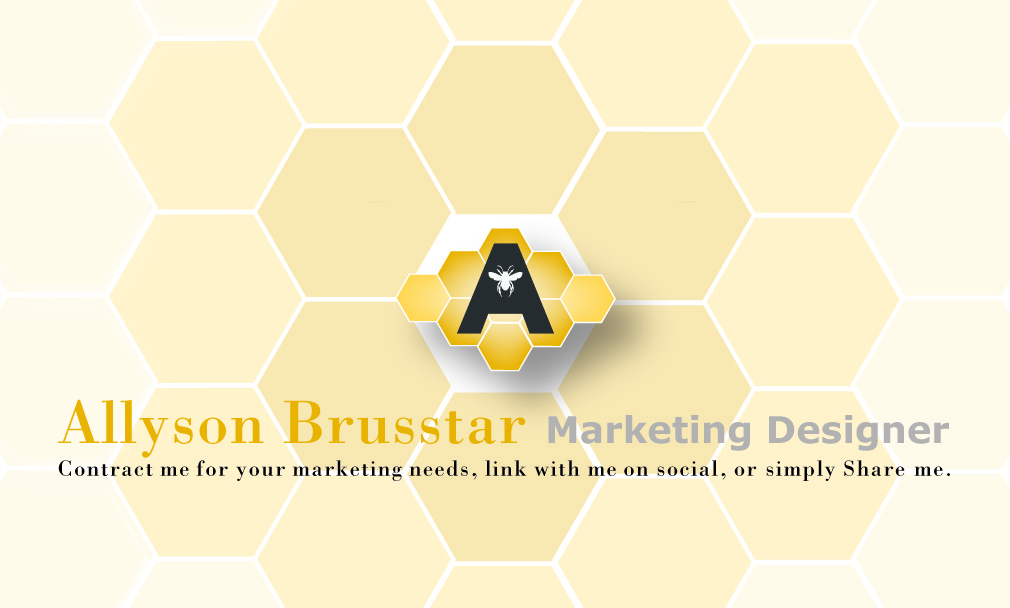 A
Allyson Brusstar Marketing Designer
Contract me for your marketing needs, link with me on social, or simply Share me.